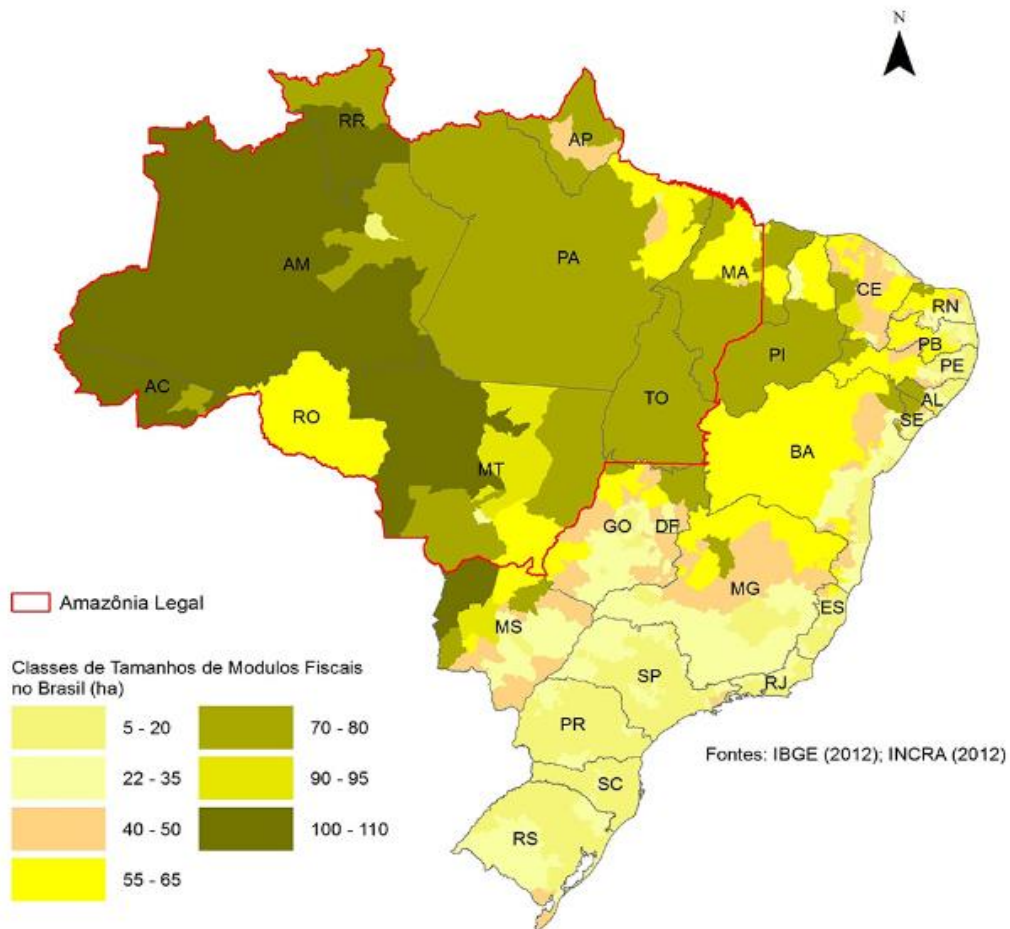 N
RR
AP
AM
PA
MA
CE
RN
PB
PE
PI
AC
TO
AL
SE
RO
BA
MT
GO
DF
MG
ES
MS
SP
RJ
PR
SC
RS
Amazônia Legal
Classes de Tamanhos de Modulos Fiscais
no Brasil (ha)
5 - 20
70 - 80
22 - 35
90 - 95
40 - 50
100 - 110
55 - 65
Fontes: IBGE (2012); INCRA (2012)